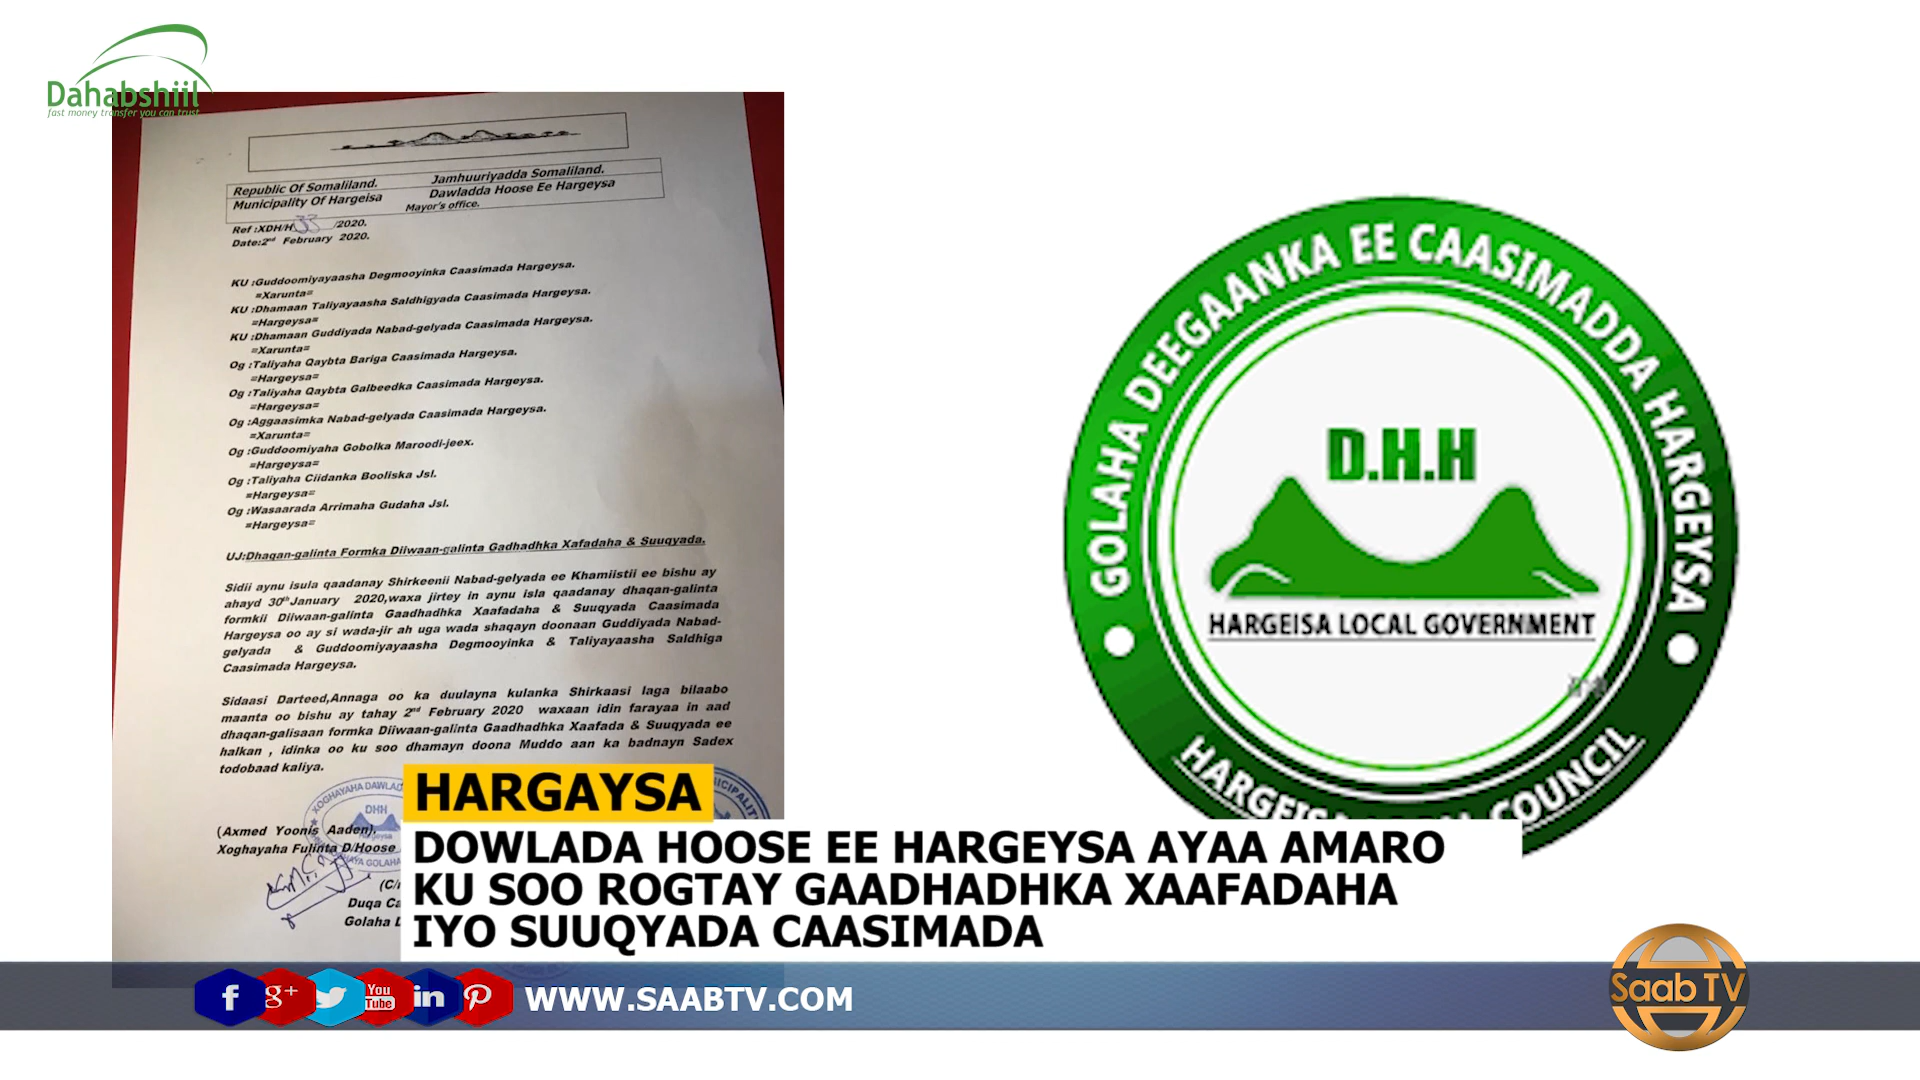 Dahabshiil
fast money transfer you can trust
Republic Of Somaliland. Jamhuuriyadda Somaliland.
Municipality Of Hargeisa Dawladda Hoose Ee Hargeysa
Mayor's office.
Ref :XDH/H 33 /2020.
Date:2nd February 2020.
KU :Guddoomiyayaasha Degmooyinka Caasimada Hargeysa.
=Xarunta=
KU :Dhamaan Taliyayaasha Saldhigyada Caasimada Hargeysa.
=Hargeysa=
KU :Dhamaan Guddiyada Nabad-gelyada Caasimada Hargeysa.
=Xarunta=
Og :Taliyaha Qaybta Bariga Caasimada Hargeysa.
=Hargeysa=
Og :Taliyaha Qaybta Galbeedka Caasimada Hargeysa.
=Hargeysa=
Og :Aggaasimka Nabad-gelyada Caasimada Hargeysa.
=Xarunta=
Og :Guddoomiyaha Gobolka Maroodi-jeex.
=Hargeysa=
Og :Taliyaha Ciidanka Booliska Jsl.
=Hargeysa=
Og :Wasaarada Arrimaha Gudaha Jsl.
=Hargeysa=
UJ:Dhaqan-galinta Formka Diiwaan-galinta Gadhadhka Xafadaha & Suuqyada.
Sidii aynu isula qaadanay Shirkeenii Nabad-gelyada ee Khamiistii ee bishu ay
ahayd 30th January 2020,waxa jirtey in aynu isla qaadanay dhaqan-galinta
formkii Diiwaan-galinta Gaadhadhka Xaafadaha & Suuqyada Caasimada
Hargeysa oo ay si wada-jir ah uga wada shaqayn doonaan Guddiyada Nabad-
gelyada & Guddoomiyayaasha Degmooyinka & Taliyayaasha Saldhiga
Caasimada Hargeysa.
Sidaasi Darteed,Annaga oo ka duulayna kulanka Shirkaasi laga bilaabo
maanta oo bishu ay tahay 2nd February 2020 waxaan idin farayaa in aad
dhaqan-galisaan formka Diiwaan-galinta Gaadhadhka Xaafada & Suuqyada ee
halkan , idinka oo ku soo dhamayn doona Muddo aan ka badnayn Sadex
todobaad kaliya.
XOGHAYAHA DAWLAD
DHH
Hargeysa
(Axmed Yoonis Aaden).
Xoghayaha Fulinta D/Hoose
Duqa Ca
Golaha D
GOLAHA DEEGAANKA EE CAASIMADDA HARGEYSA
D.H.H
HARGEISA LOCAL GOVERNMENT
HARGEISA LOCAL COUNCIL
HARGAYSA
DOWLADA HOOSE EE HARGEYSA AYAA AMARO
KU SOO ROGTAY GAADHADHKA XAAFADAHA
IYO SUUQYADA CAASIMADA
f g+ You Tube in
WWW.SAABTV.COM
Saab TV